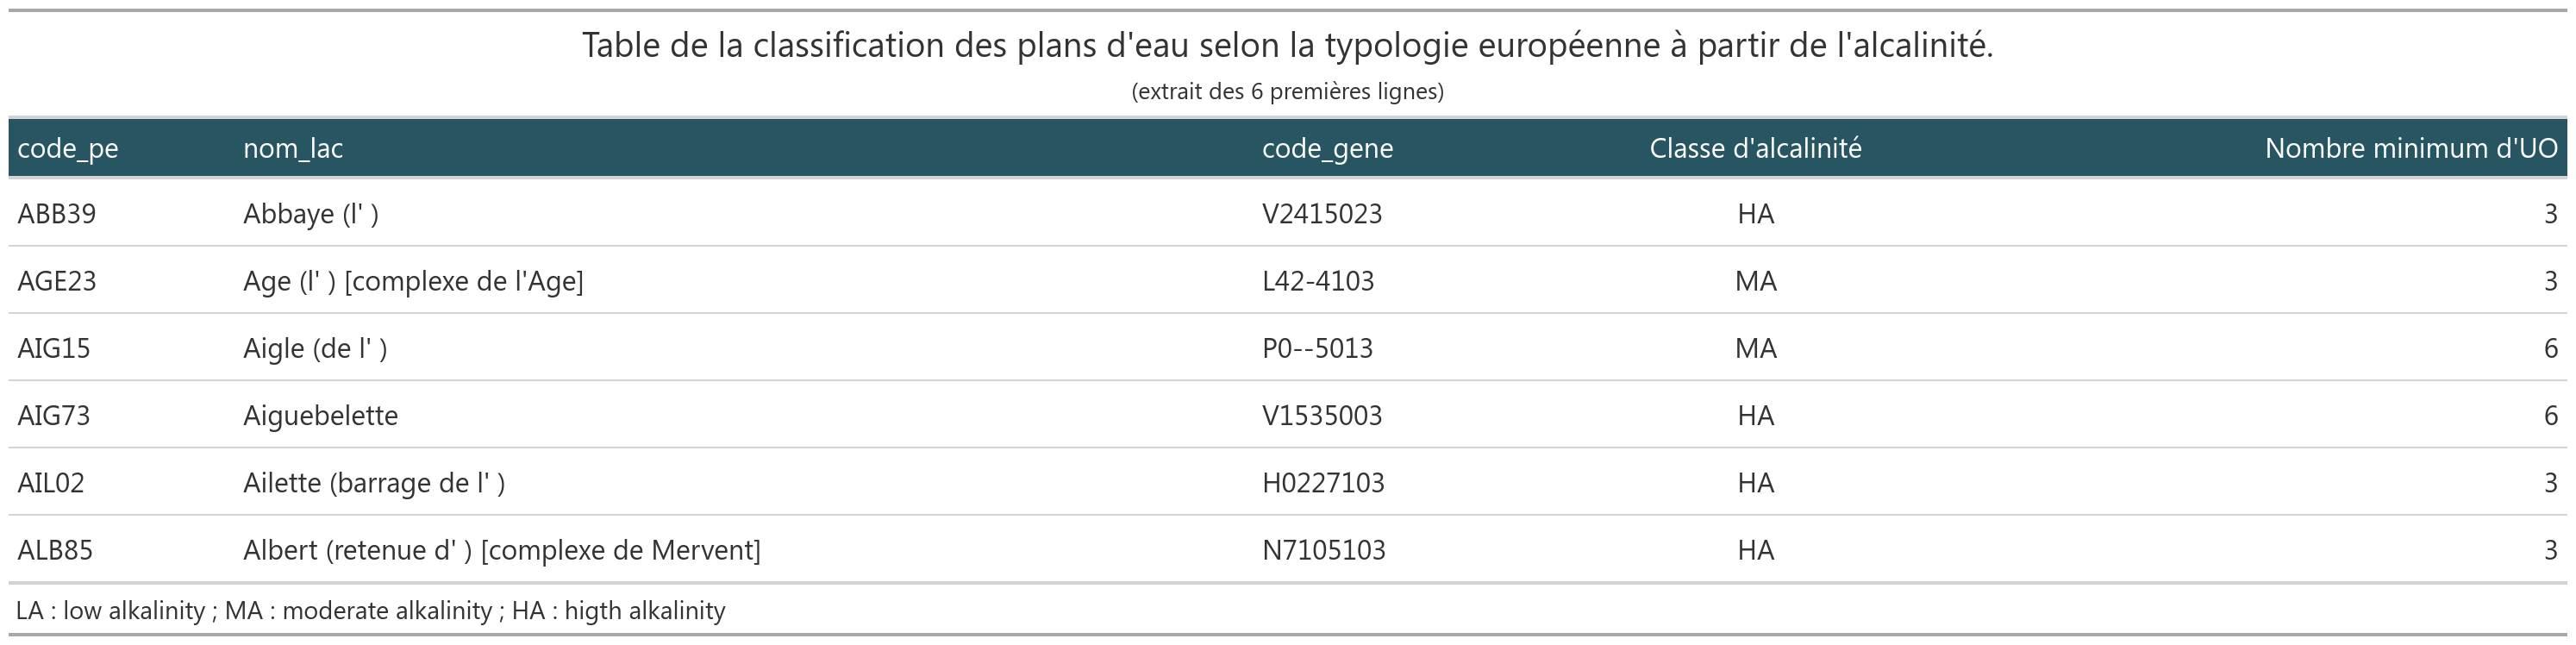 Table de la classification des plans d'eau selon la typologie européenne à partir de l'alcalinité.
(extrait des 6 premières lignes)
code_pe nom_lac code_gene Classe d'alcalinité Nombre minimum d'UO
ABB39 Abbaye (l' ) V2415023 HA 3
AGE23 Age (l' ) [complexe de l'Age] L42-4103 MA 3
AIG15 Aigle (de l' ) P0--5013 MA 6
AIG73 Aiguebelette V1535003 HA 6
AIL02 Ailette (barrage de l' ) H0227103 HA 3
ALB85 Albert (retenue d' ) [complexe de Mervent] N7105103 HA 3
LA : low alkalinity ; MA : moderate alkalinity ; HA : higth alkalinity